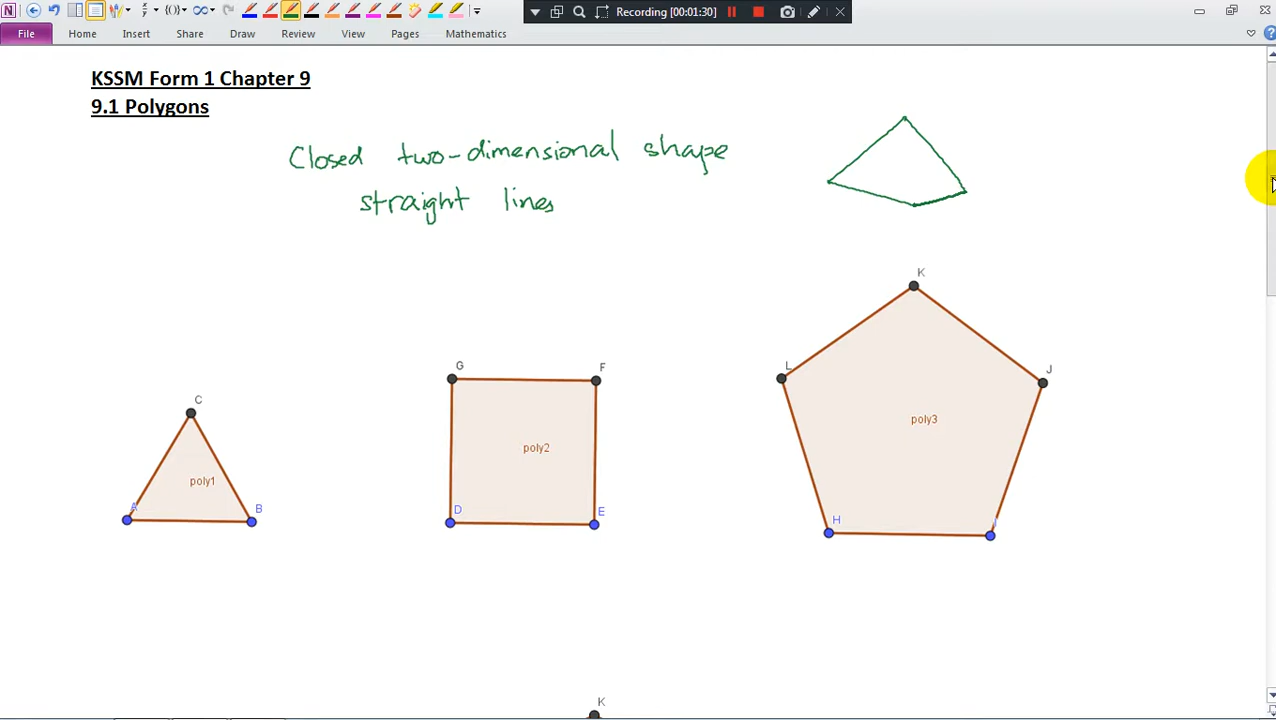 Recording [00:01:30]
File Home Insert Share Draw Review View Pages Mathematics
KSSM Form 1 Chapter 9
9.1 Polygons
Closed two-dimensional shape
straight lines
K
G F L J
C
poly3
poly2
poly1
A B D E H I
K